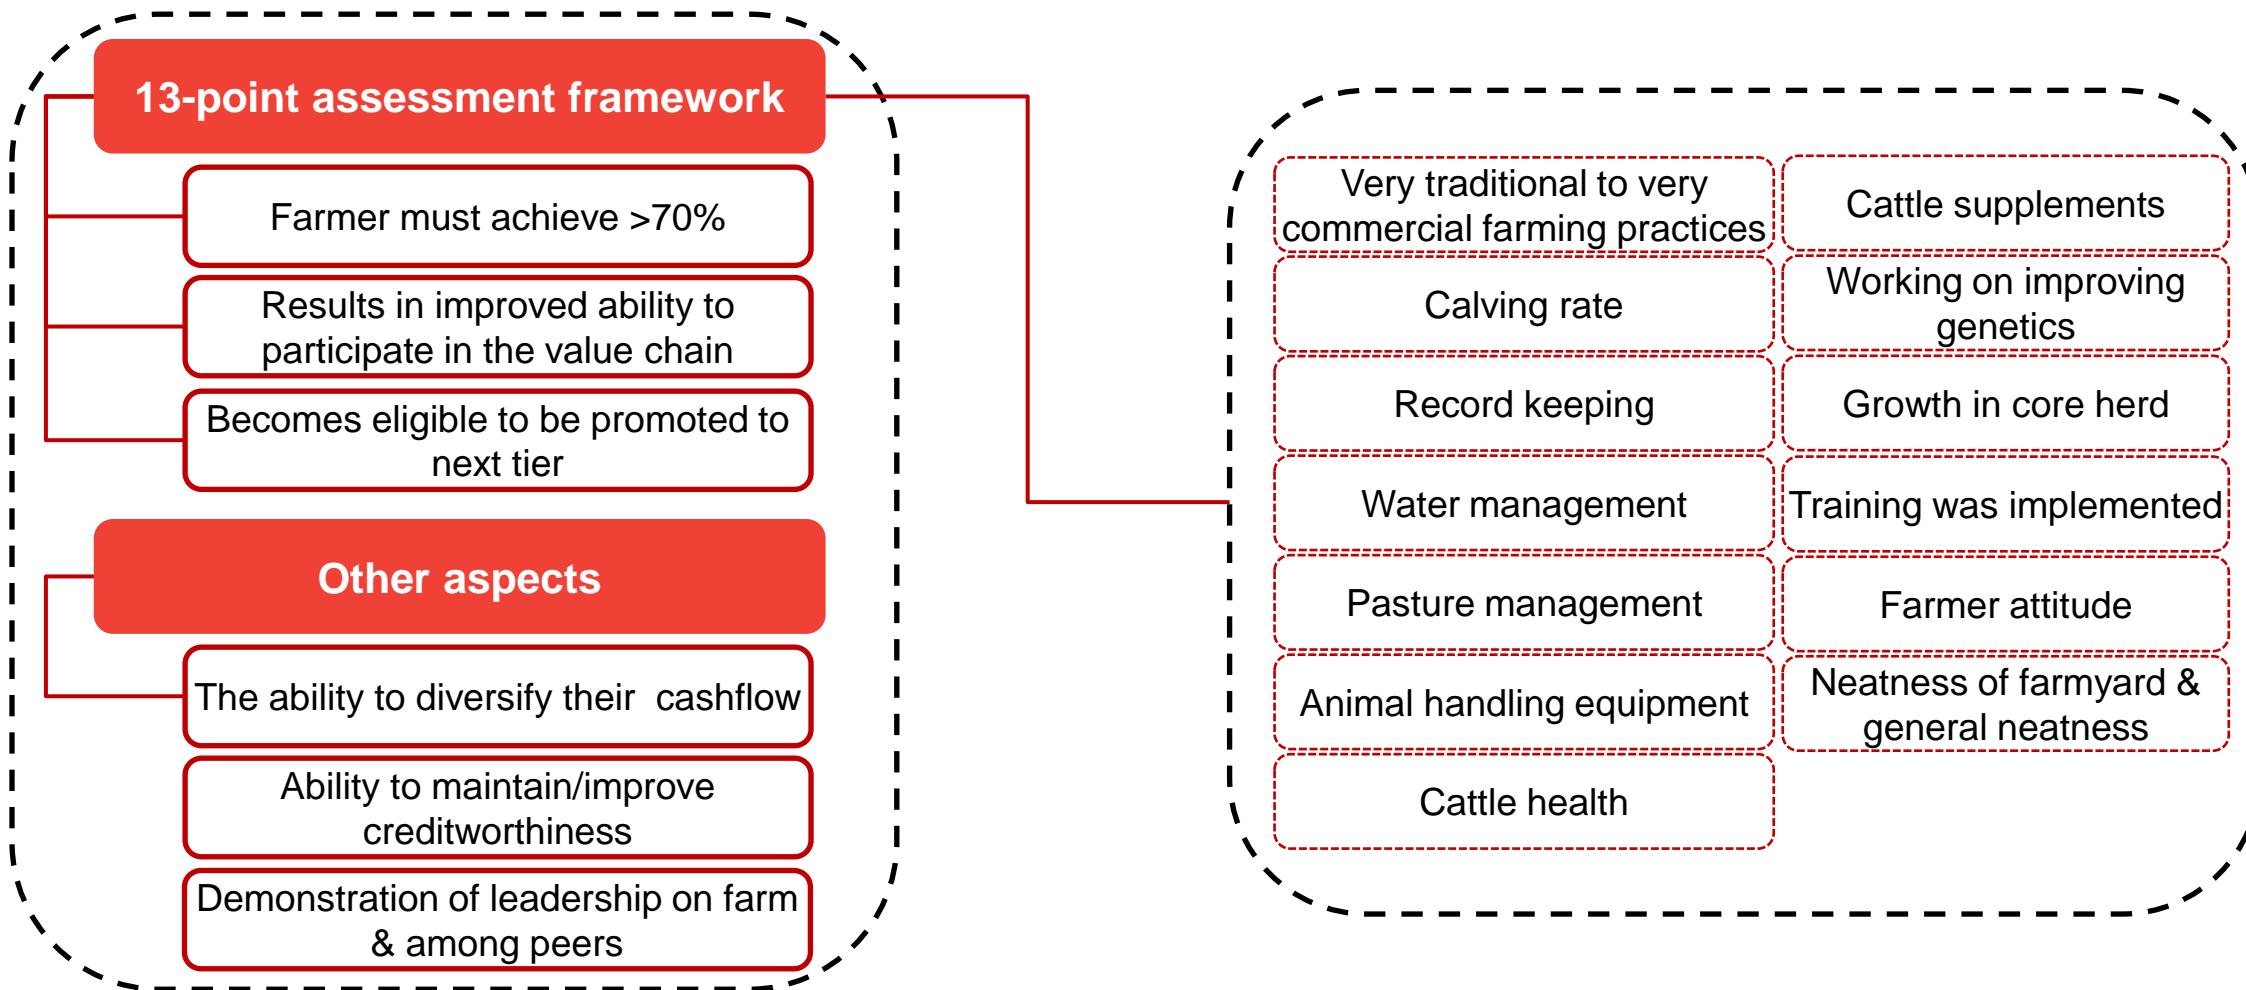 13-point assessment framework
Farmer must achieve >70%
Results in improved ability to
participate in the value chain
Becomes eligible to be promoted to
next tier
Other aspects
The ability to diversify their  cashflow
Ability to maintain/improve
creditworthiness
Demonstration of leadership on farm
& among peers
Very traditional to very
commercial farming practices
Calving rate
Record keeping
Water management
Pasture management
Animal handling equipment
Cattle health
Cattle supplements
Working on improving
genetics
Growth in core herd
Training was implemented
Farmer attitude
Neatness of farmyard &
general neatness